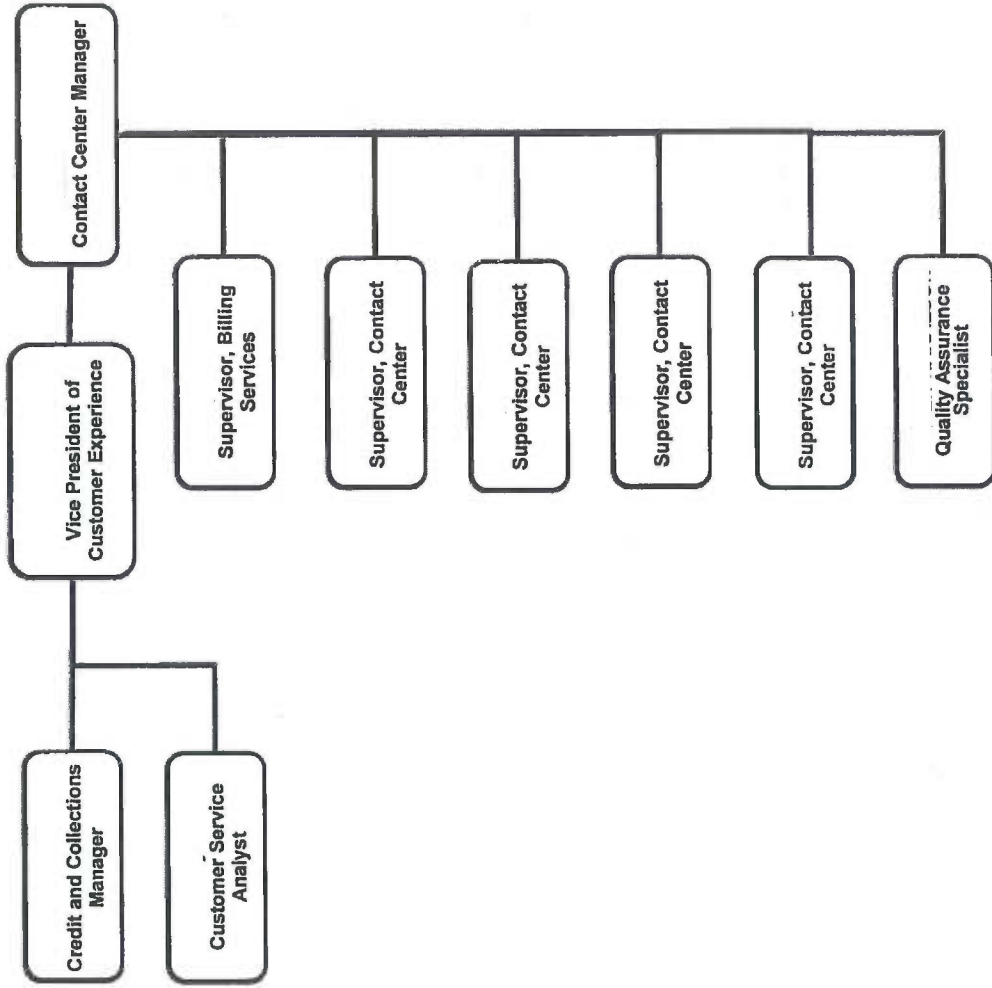 Contact Center Manager
Vice President of
Customer Experience
Credit and Collections
Manager
Customer Service
Analyst
Supervisor, Billing
Services
Supervisor, Contact
Center
Supervisor, Contact
Center
Supervisor, Contact
Center
Supervisor, Contact
Center
Quality Assurance
Specialist